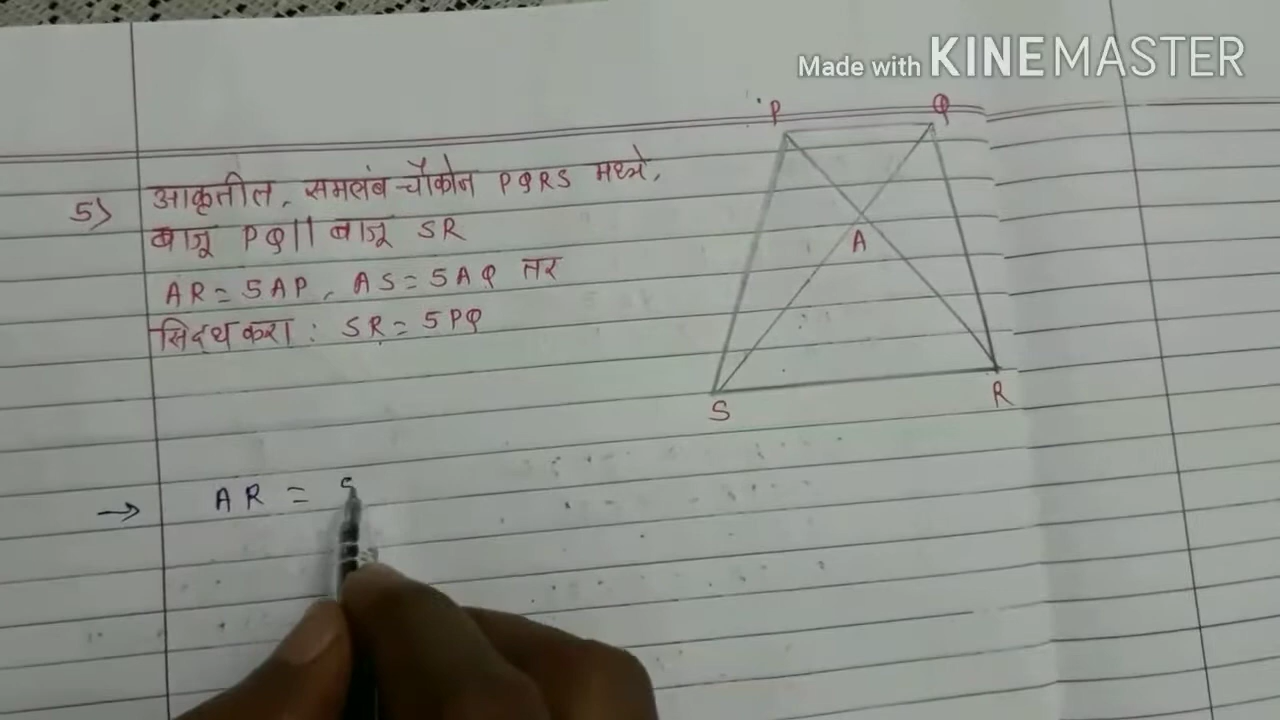 Made with KINEMASTER
P Q
5) आकृतीत, समलंब चौकोन PQRS मध्ये,
बाजू PQ || बाजू SR
A
AR = 5AP, AS = 5AQ तर
सिद्ध करा : SR = 5PQ
S R
→ AR = 5